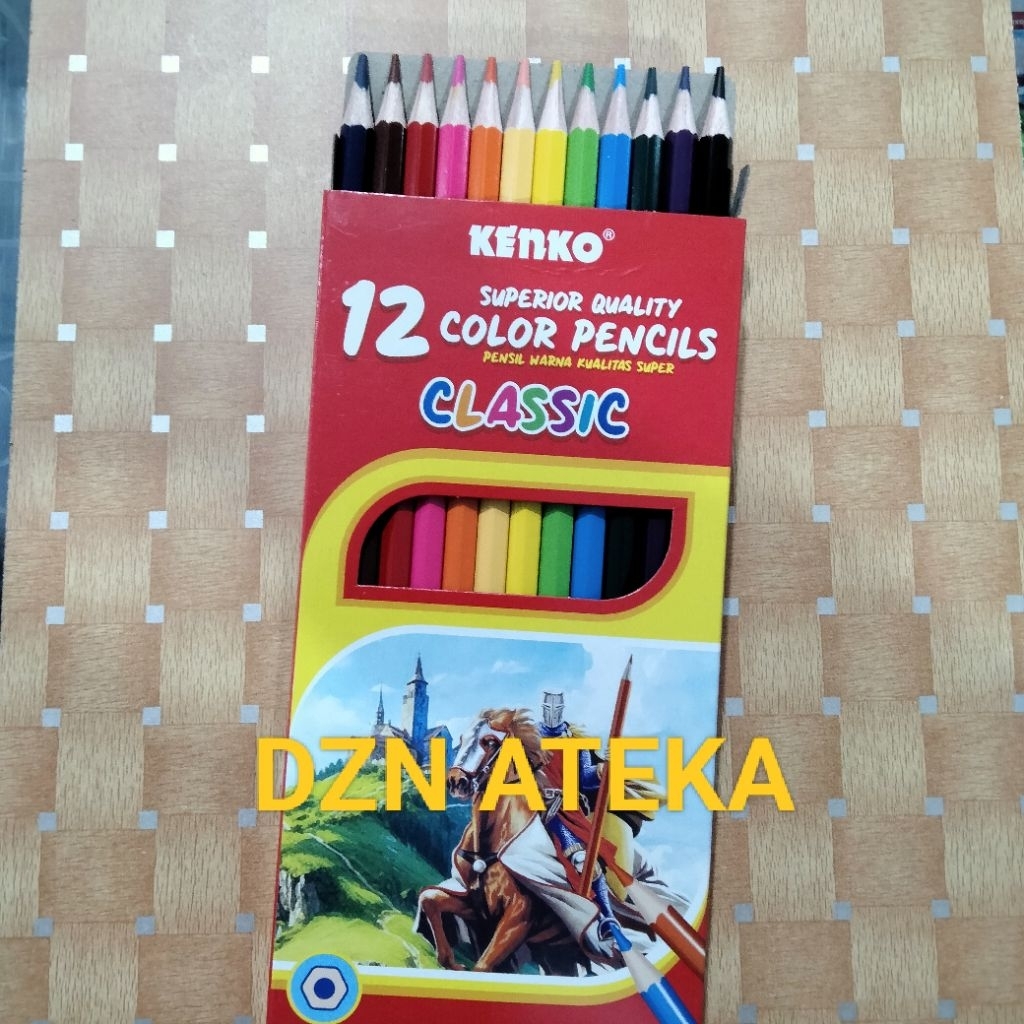 KENKO®
12
SUPERIOR QUALITY
COLOR PENCILS
PENSIL WARNA KUALITAS SUPER
CLASSIC
DZN ATEKA